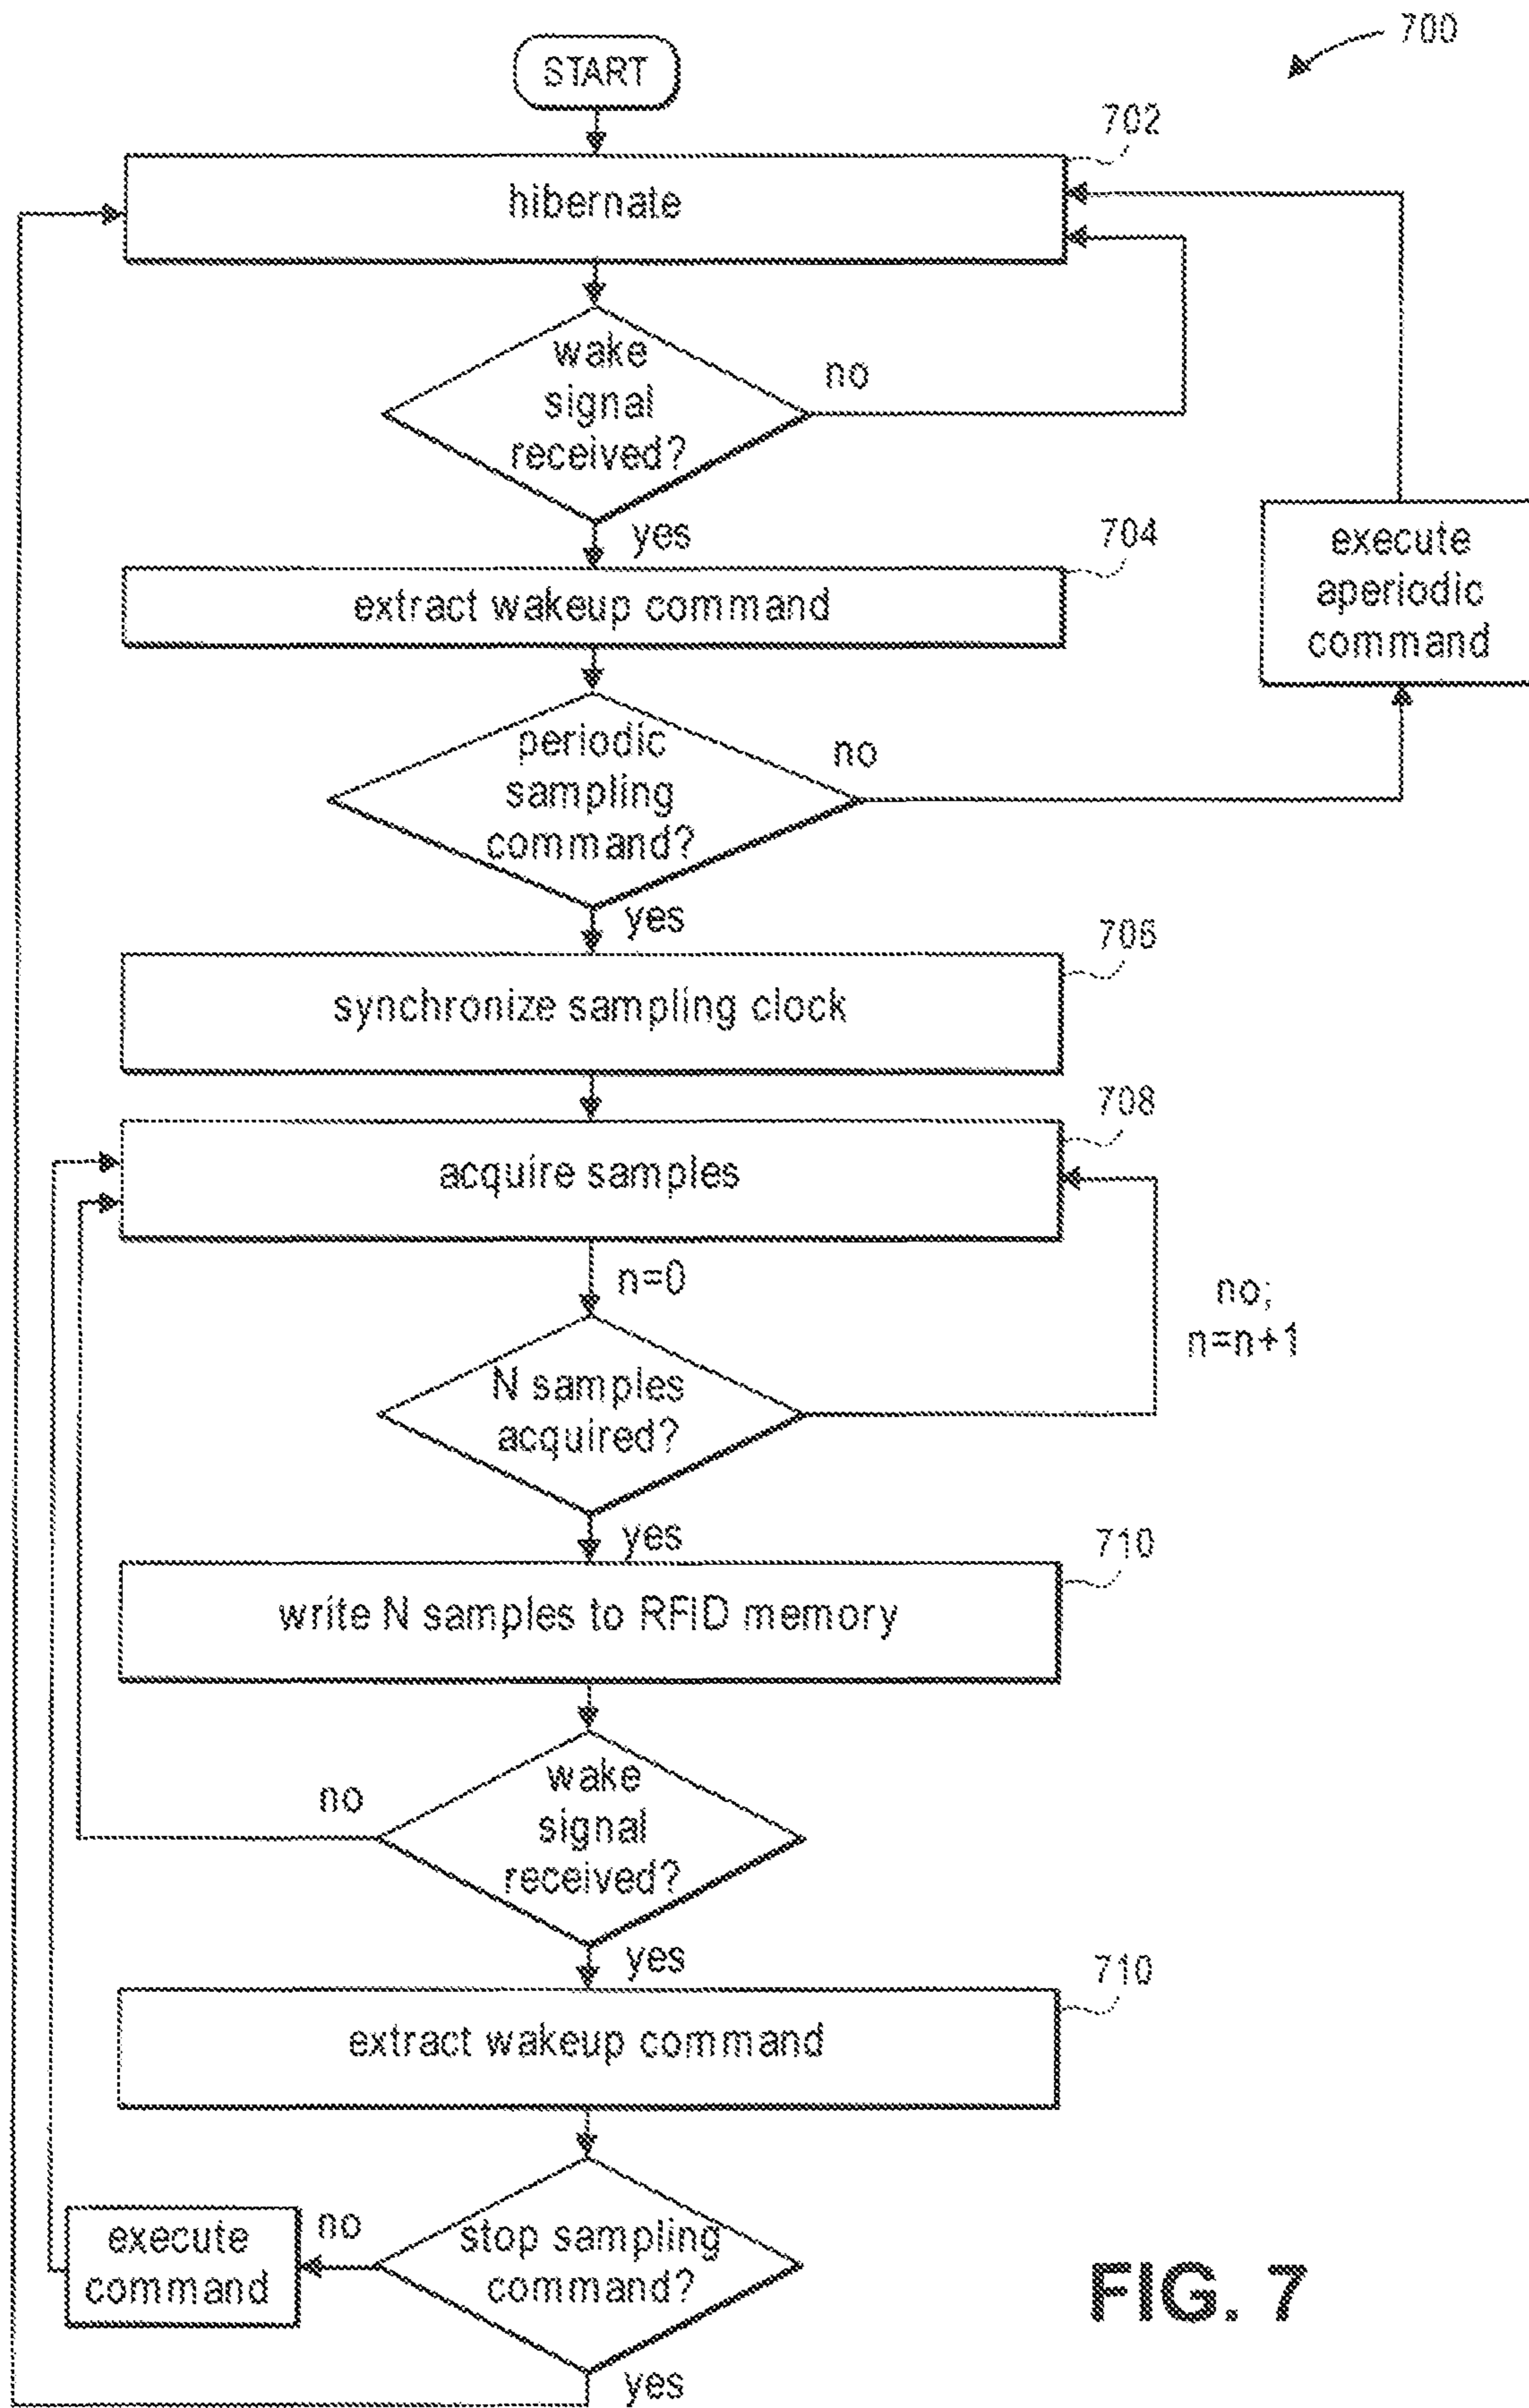 700
START
702
hibernate
wake
signal
received?
no
yes
704
extract wakeup command
execute
aperiodic
command
periodic
sampling
command?
no
yes
706
synchronize sampling clock
708
acquire samples
n=0
no;
n=n+1
N samples
acquired?
yes
710
write N samples to RFID memory
wake
signal
received?
no
yes
710
extract wakeup command
execute
command
no
stop sampling
command?
yes
FIG. 7